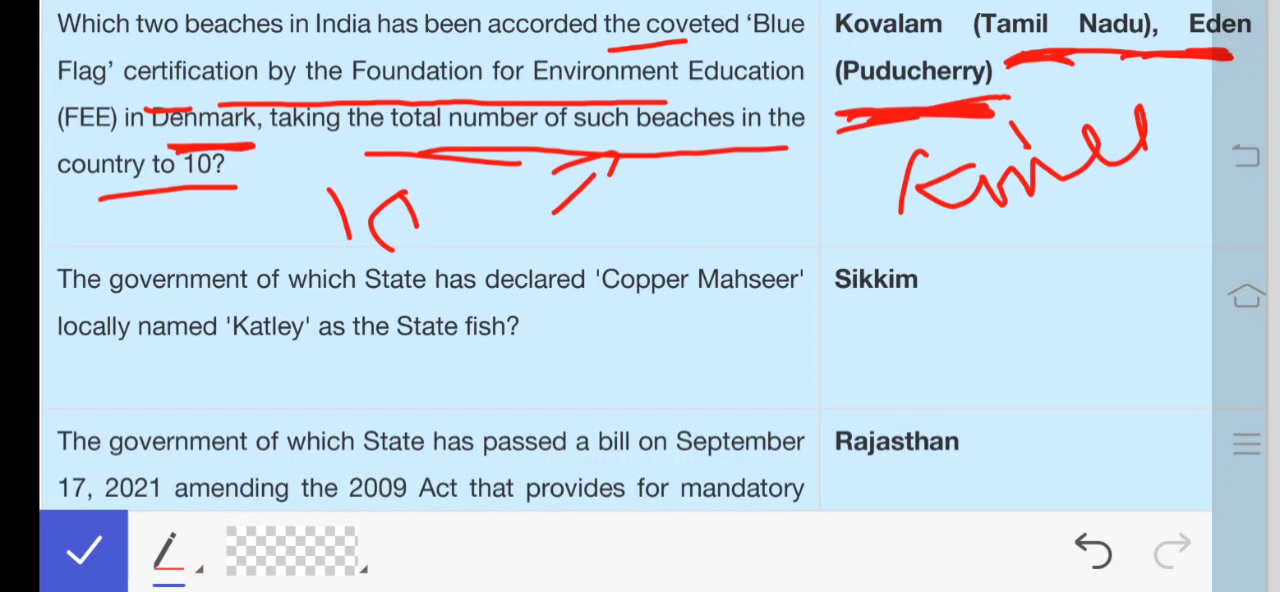 Which two beaches in India has been accorded the coveted ‘Blue
Flag’ certification by the Foundation for Environment Education
(FEE) in Denmark, taking the total number of such beaches in the
country to 10?
Kovalam (Tamil Nadu), Eden
(Puducherry)
10
The government of which State has declared 'Copper Mahseer'
locally named 'Katley' as the State fish?
Sikkim
The government of which State has passed a bill on September
17, 2021 amending the 2009 Act that provides for mandatory
Rajasthan